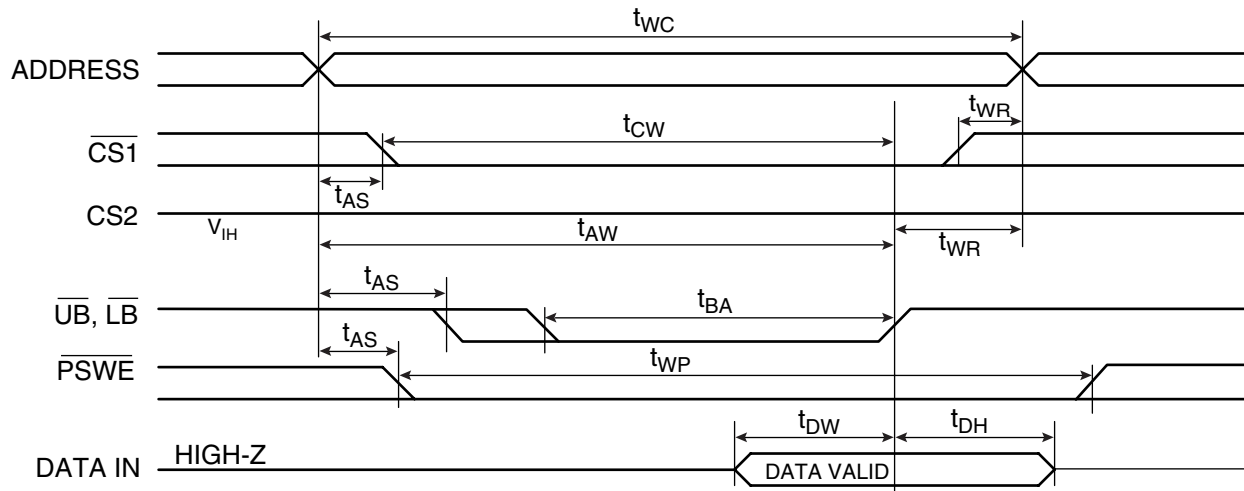 tWC
ADDRESS
tWR
tCW
CS1
tAS
CS2
VIH
tAW
tWR
tAS
UB, LB
tBA
tAS
PSWE
tWP
tDW
tDH
DATA IN
HIGH-Z
DATA VALID